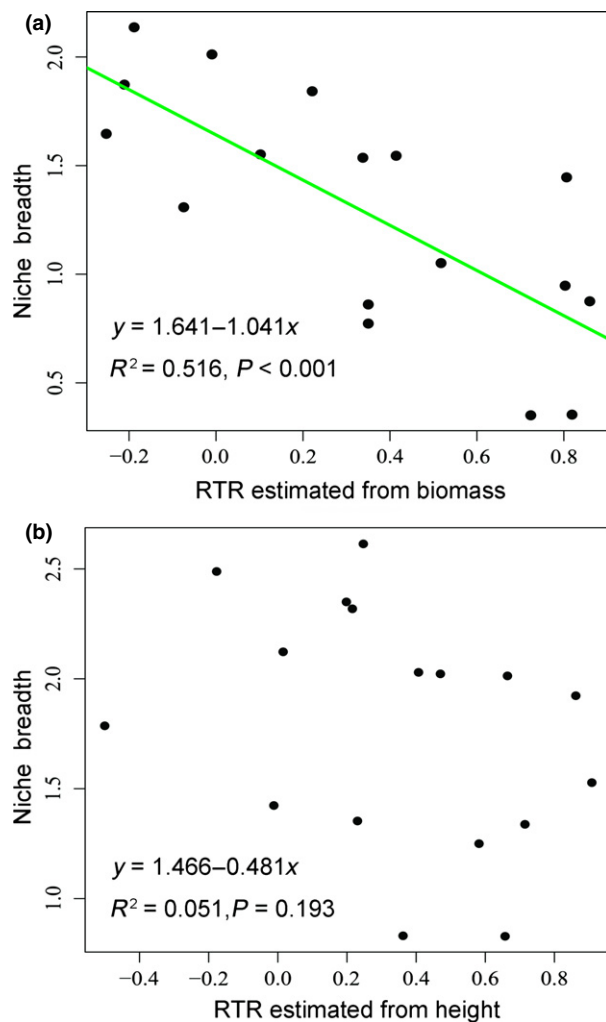 (a)
2.0
1.5
1.0
0.5
Niche breadth
y = 1.641–1.041x
R² = 0.516, P < 0.001
−0.2 0.0 0.2 0.4 0.6 0.8
RTR estimated from biomass
(b)
2.5
2.0
1.5
1.0
Niche breadth
y = 1.466–0.481x
R² = 0.051, P = 0.193
−0.4 −0.2 0.0 0.2 0.4 0.6 0.8
RTR estimated from height